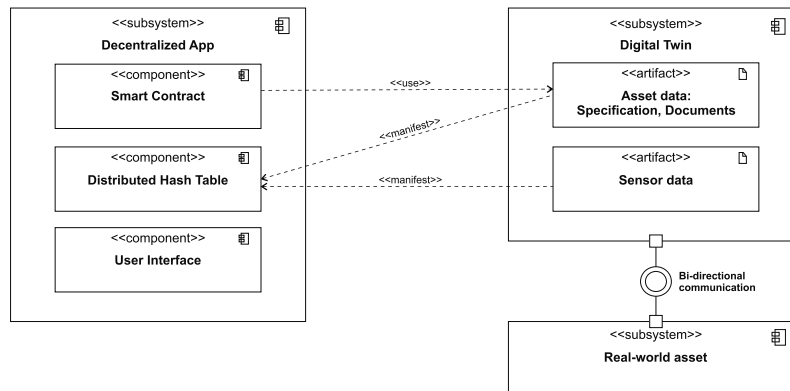 <<subsystem>>
Decentralized App
<<component>>
Smart Contract
<<component>>
Distributed Hash Table
<<component>>
User Interface
<<use>>
<<manifest>>
<<manifest>>
<<subsystem>>
Digital Twin
<<artifact>>
Asset data:
Specification, Documents
<<artifact>>
Sensor data
Bi-directional
communication
<<subsystem>>
Real-world asset